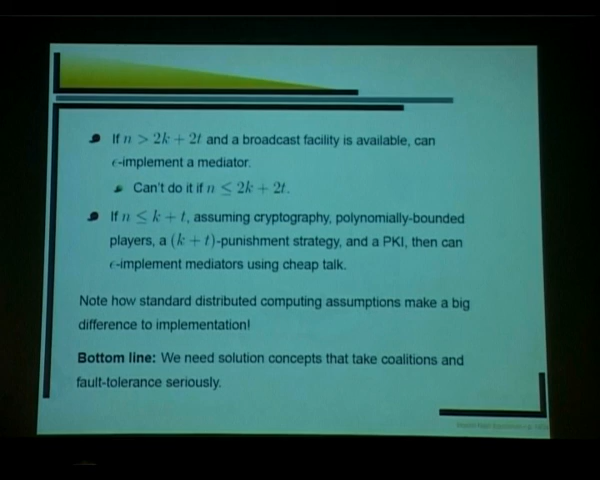 If n > 2k + 2t and a broadcast facility is available, can
ϵ-implement a mediator.
Can't do it if n ≤ 2k + 2t.
If n ≤ k + t, assuming cryptography, polynomially-bounded
players, a (k + t)-punishment strategy, and a PKI, then can
ϵ-implement mediators using cheap talk.
Note how standard distributed computing assumptions make a big
difference to implementation!
Bottom line: We need solution concepts that take coalitions and
fault-tolerance seriously.